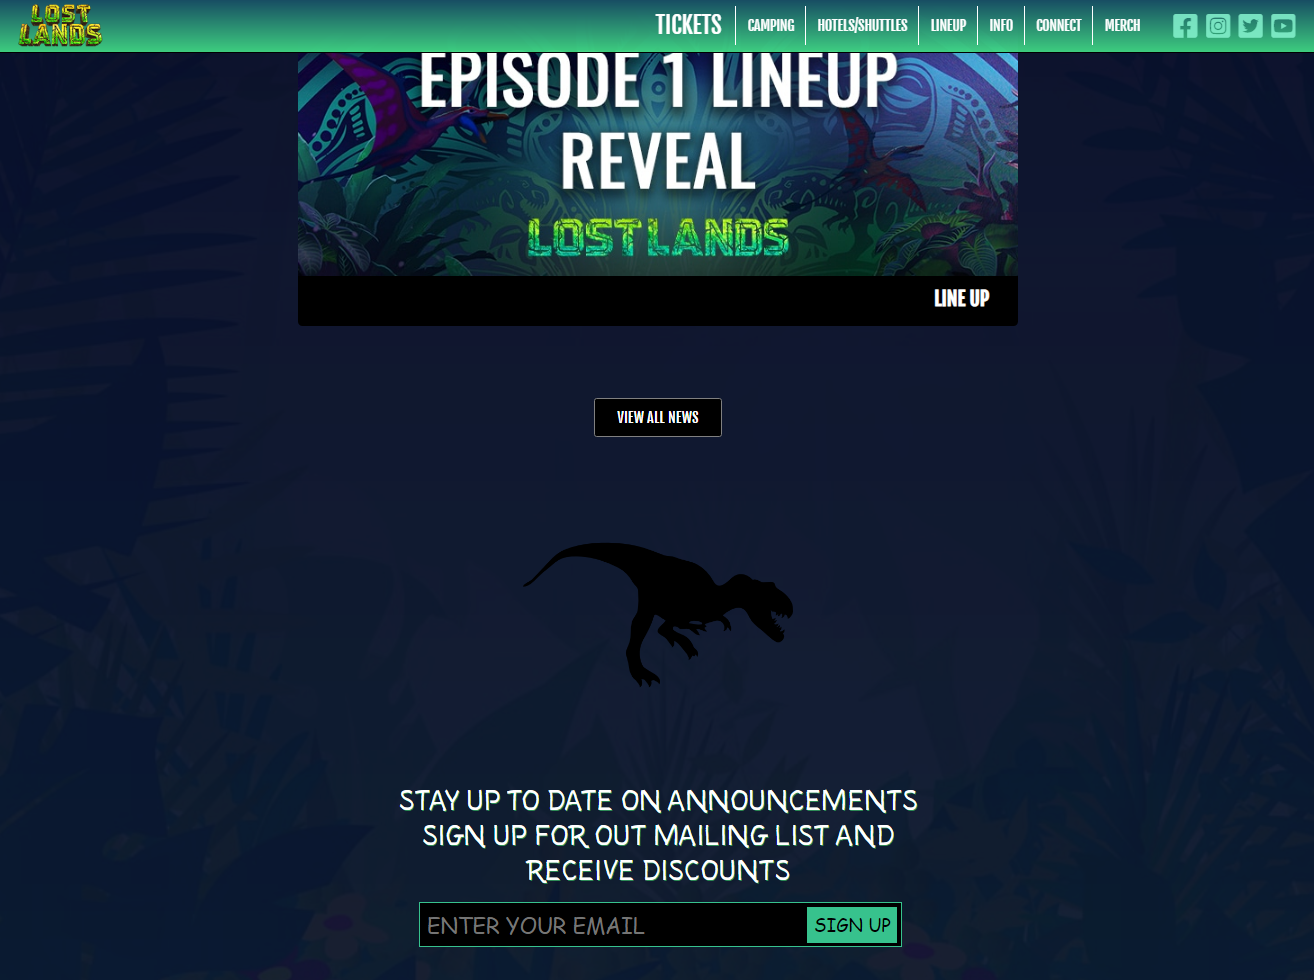 LOST
LANDS
TICKETS
CAMPING
HOTELS/SHUTTLES
LINEUP
INFO
CONNECT
MERCH
EPISODE 1 LINEUP
REVEAL
LOST LANDS
LINE UP
VIEW ALL NEWS
STAY UP TO DATE ON ANNOUNCEMENTS
SIGN UP FOR OUT MAILING LIST AND
RECEIVE DISCOUNTS
ENTER YOUR EMAIL
SIGN UP